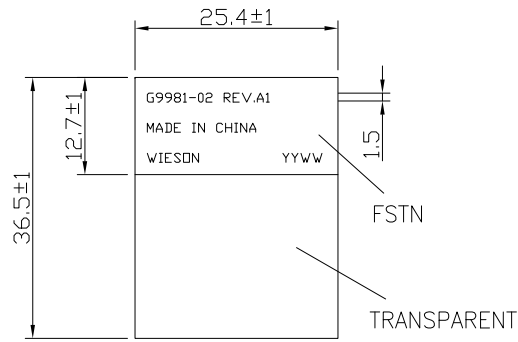 25.4±1
G9981-02 REV.A1
MADE IN CHINA
WIESON YYWW
12.7±1
36.5±1
1.5
FSTN
TRANSPARENT